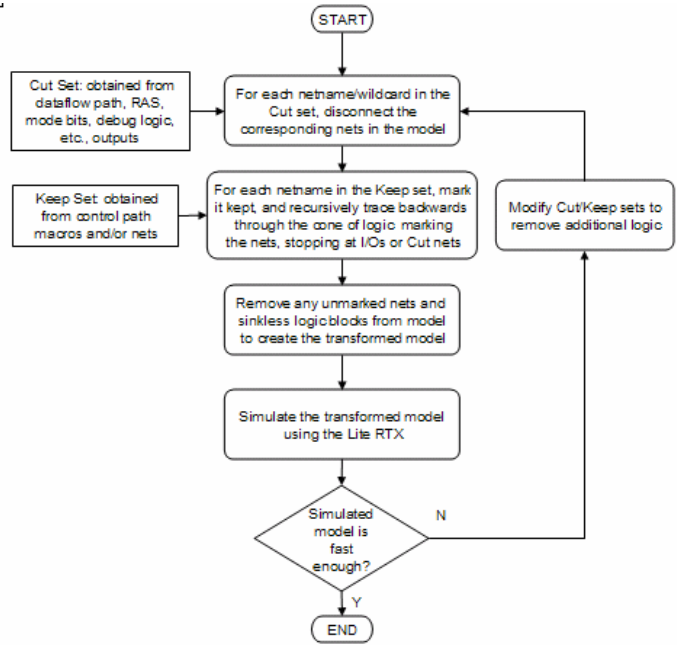 START
Cut Set: obtained from
dataflow path, RAS,
mode bits, debug logic,
etc., outputs
For each netname/wildcard in the
Cut set, disconnect the
corresponding nets in the model
Keep Set: obtained
from control path
macros and/or nets
For each netname in the Keep set, mark
it kept, and recursively trace backwards
through the cone of logic marking
the nets, stopping at I/Os or Cut nets
Modify Cut/Keep sets to
remove additional logic
Remove any unmarked nets and
sinkless logic blocks from model
to create the transformed model
Simulate the transformed model
using the Lite RTX
Simulated
model is
fast
enough?
N
Y
END